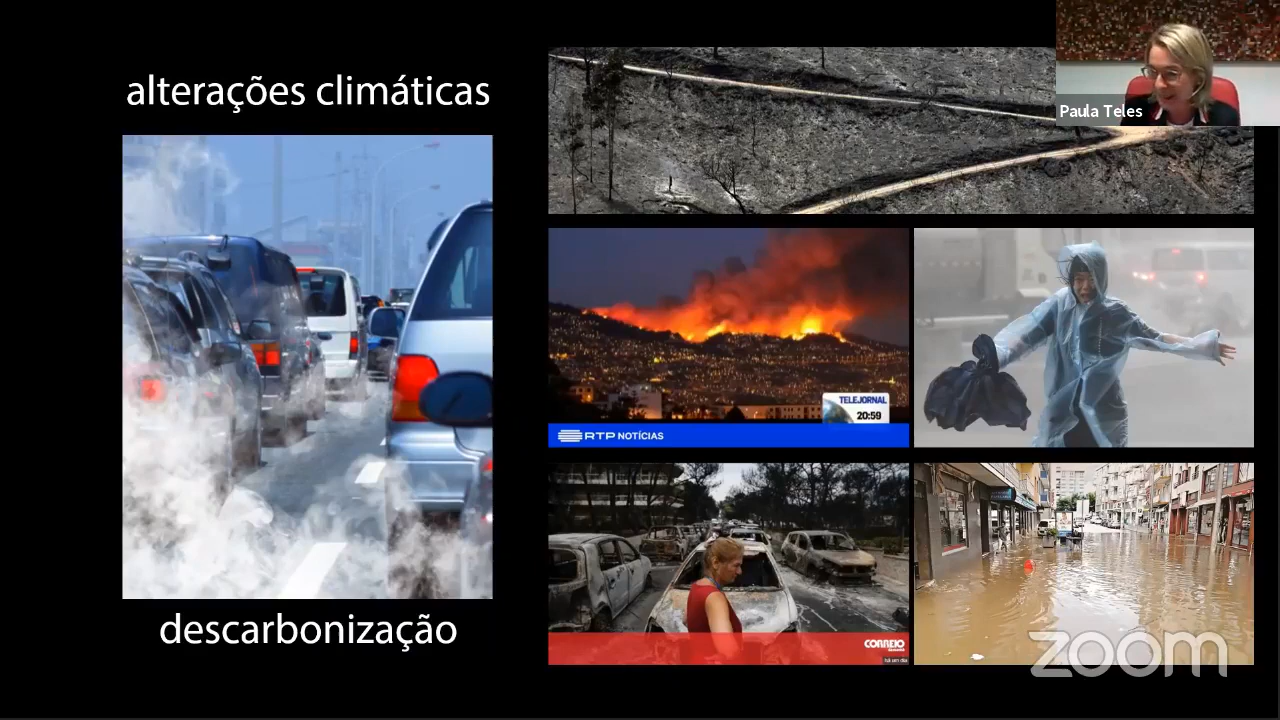 alterações climáticas
Paula Teles
TELEJORNAL
20:59
RTP NOTÍCIAS
CORREIO
descarbonização
zoom